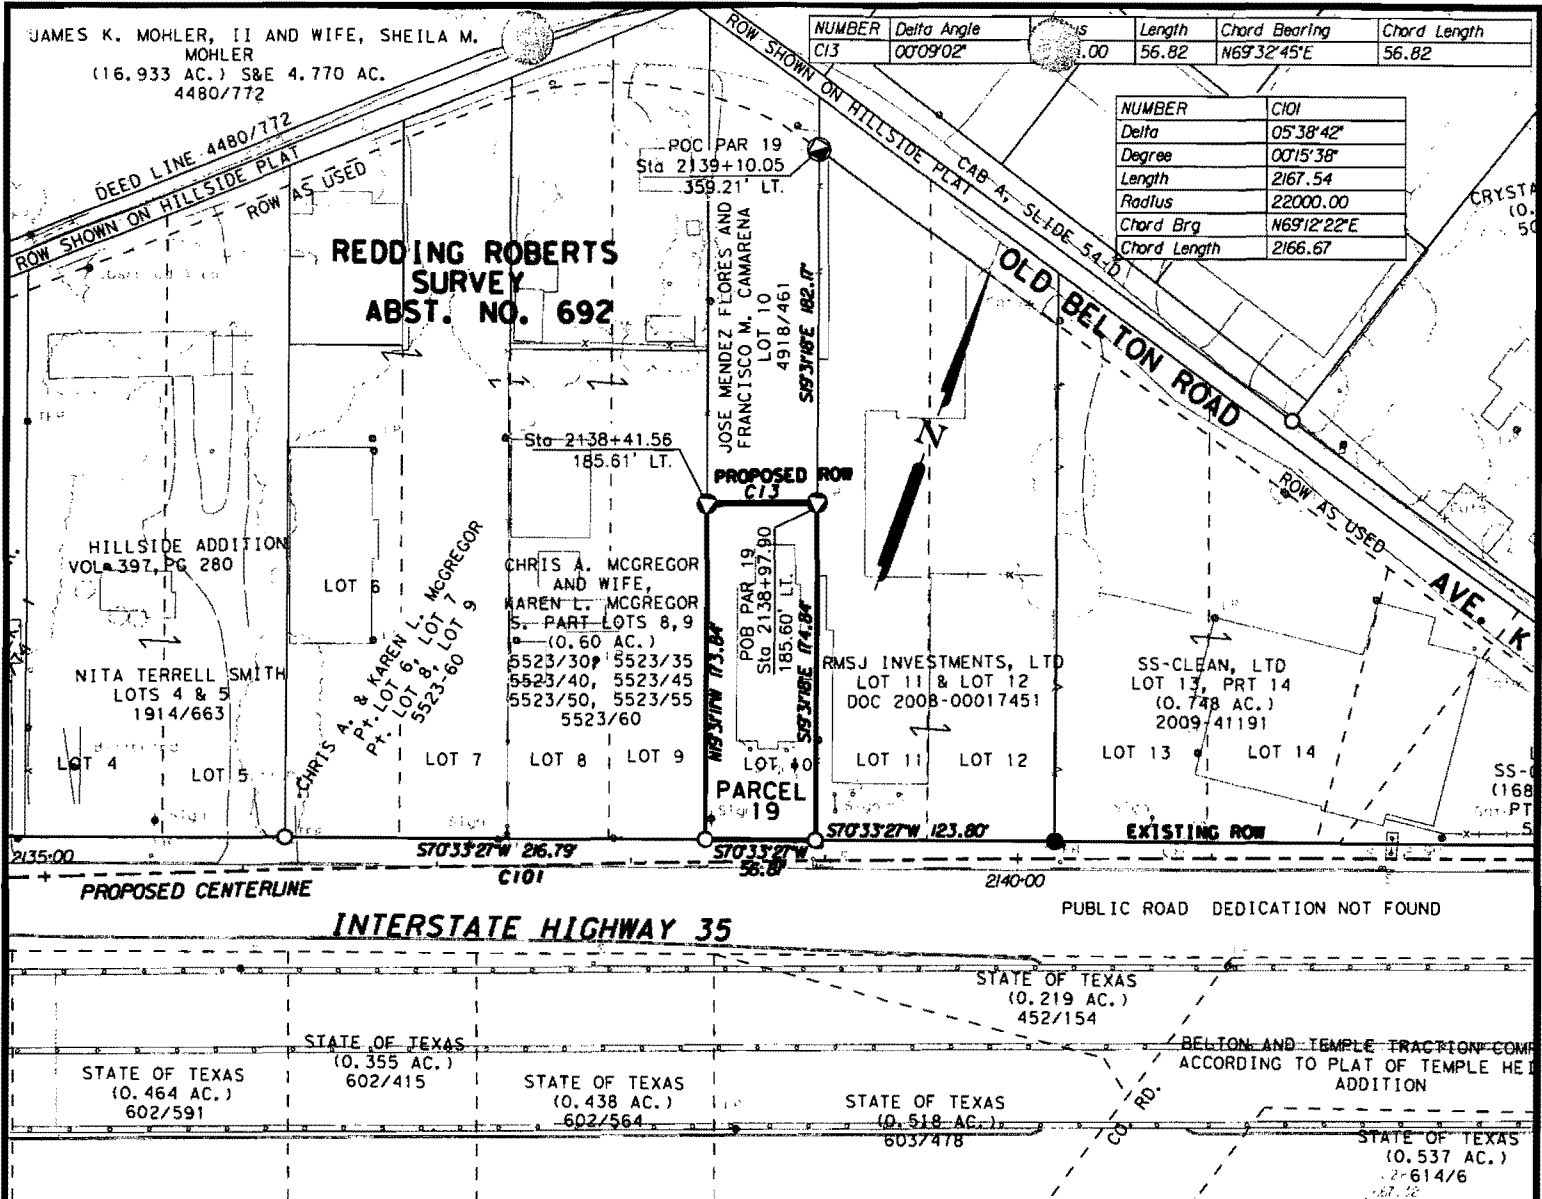 JAMES K. MOHLER, II AND WIFE, SHEILA M.
MOHLER
(16.933 AC.) S&E 4.770 AC.
4480/772
NUMBER Delta Angle Length Chord Bearing Chord Length
C13 00°09'02" .00 56.82 N69°32'45"E 56.82
NUMBER C101
Delta 05°38'42"
Degree 00°15'38"
Length 2167.54
Radius 22000.00
Chord Brg N69°12'22"E
Chord Length 2166.67
DEED LINE 4480/772
ROW SHOWN ON HILLSIDE PLAT
ROW AS USED
ROW SHOWN ON HILLSIDE PLAT
CAB A, SLIDE 54-D
POC PAR 19
Sta 2139+10.05
359.21' LT.
CRYSTA
REDDING ROBERTS
SURVEY
ABST. NO. 692
JOSE MENDEZ FLORES AND
FRANCISCO M. CAMARENA
LOT 10
4918/461
S19°31'18"E 182.17'
OLD BELTON ROAD
AVE. K
ROW AS USED
N
Sta 2138+41.56
185.61' LT.
PROPOSED ROW
C13
HILLSIDE ADDITION
VOL 397, PG 280
LOT 6
CHRIS A. & KAREN L. MCGREGOR
Pt. LOT 6, LOT 7
Pt. LOT 8, LOT 9
5523-60
CHRIS A. MCGREGOR
AND WIFE,
KAREN L. MCGREGOR
S. PART LOTS 8,9
(0.60 AC.)
5523/30, 5523/35
5523/40, 5523/45
5523/50, 5523/55
5523/60
N19°31'17"W 173.84'
POB PAR 19
Sta 2138+97.90
185.60' LT.
S19°31'18"E 174.84'
NITA TERRELL SMITH
LOTS 4 & 5
1914/663
RMSJ INVESTMENTS, LTD
LOT 11 & LOT 12
DOC 2008-00017451
SS-CLEAN, LTD
LOT 13, PRT 14
(0.748 AC.)
2009-41191
LOT 4
LOT 5
LOT 7
LOT 8
LOT 9
LOT 10
LOT 11
LOT 12
LOT 13
LOT 14
PARCEL
19
Sign
2135+00
S70°33'27"W 216.79'
S70°33'27"W
56.81'
S70°33'27"W 123.80'
EXISTING ROW
PROPOSED CENTERLINE
C101
2140+00
INTERSTATE HIGHWAY 35
PUBLIC ROAD DEDICATION NOT FOUND
STATE OF TEXAS
(0.219 AC.)
452/154
STATE OF TEXAS
(0.355 AC.)
602/415
STATE OF TEXAS
(0.464 AC.)
602/591
STATE OF TEXAS
(0.438 AC.)
602/564
STATE OF TEXAS
(0.518 AC.)
603/478
CO. RD.
BELTON AND TEMPLE TRACTION COMP
ACCORDING TO PLAT OF TEMPLE HEI
ADDITION
STATE OF TEXAS
(0.537 AC.)
614/6